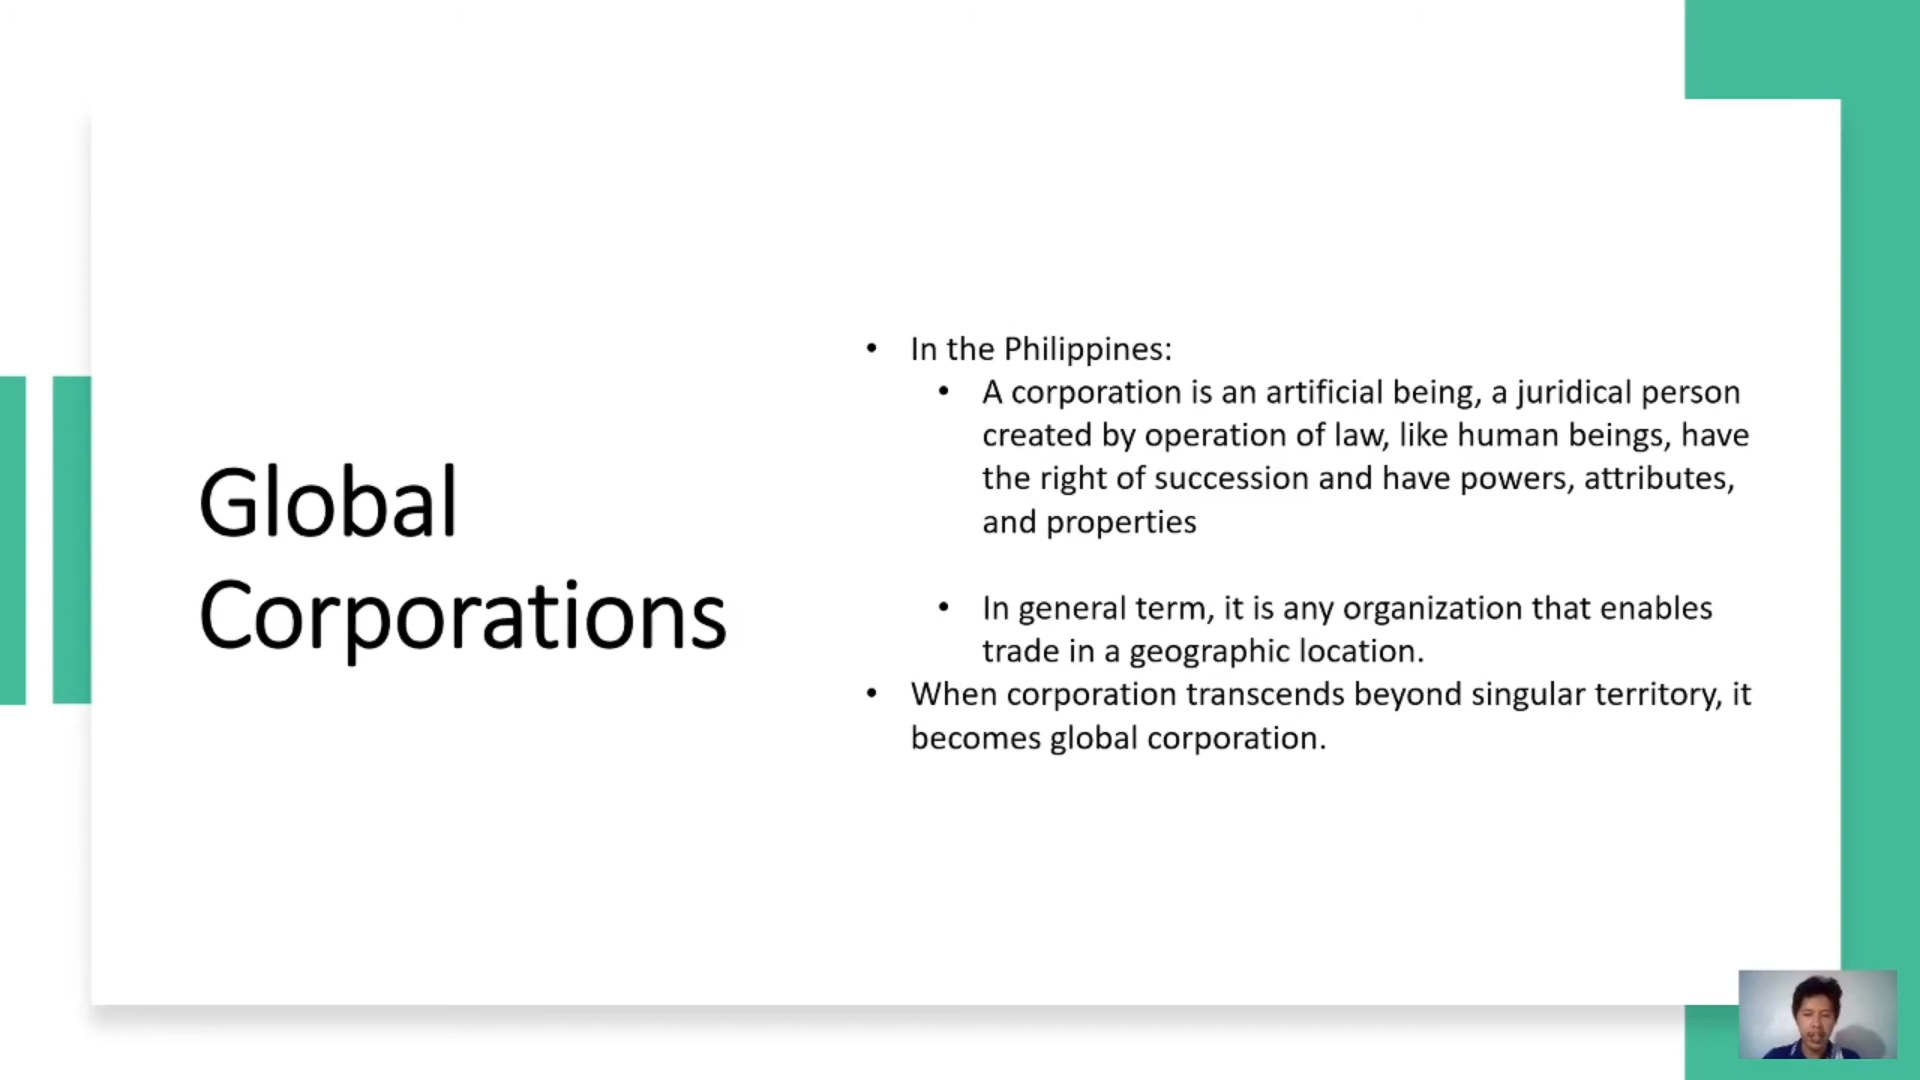 Global
Corporations
• In the Philippines:
• A corporation is an artificial being, a juridical person
created by operation of law, like human beings, have
the right of succession and have powers, attributes,
and properties
• In general term, it is any organization that enables
trade in a geographic location.
• When corporation transcends beyond singular territory, it
becomes global corporation.